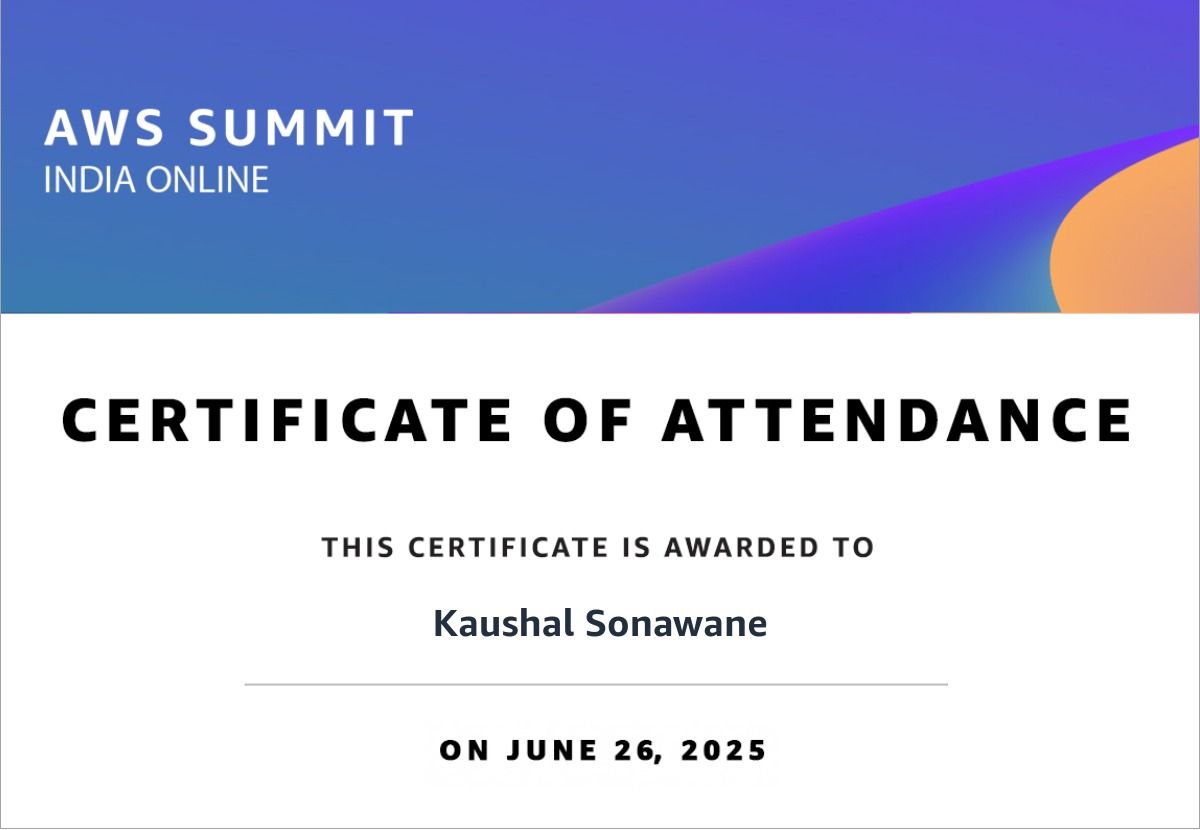 AWS SUMMIT
INDIA ONLINE
CERTIFICATE OF ATTENDANCE
THIS CERTIFICATE IS AWARDED TO
Kaushal Sonawane
ON JUNE 26, 2025